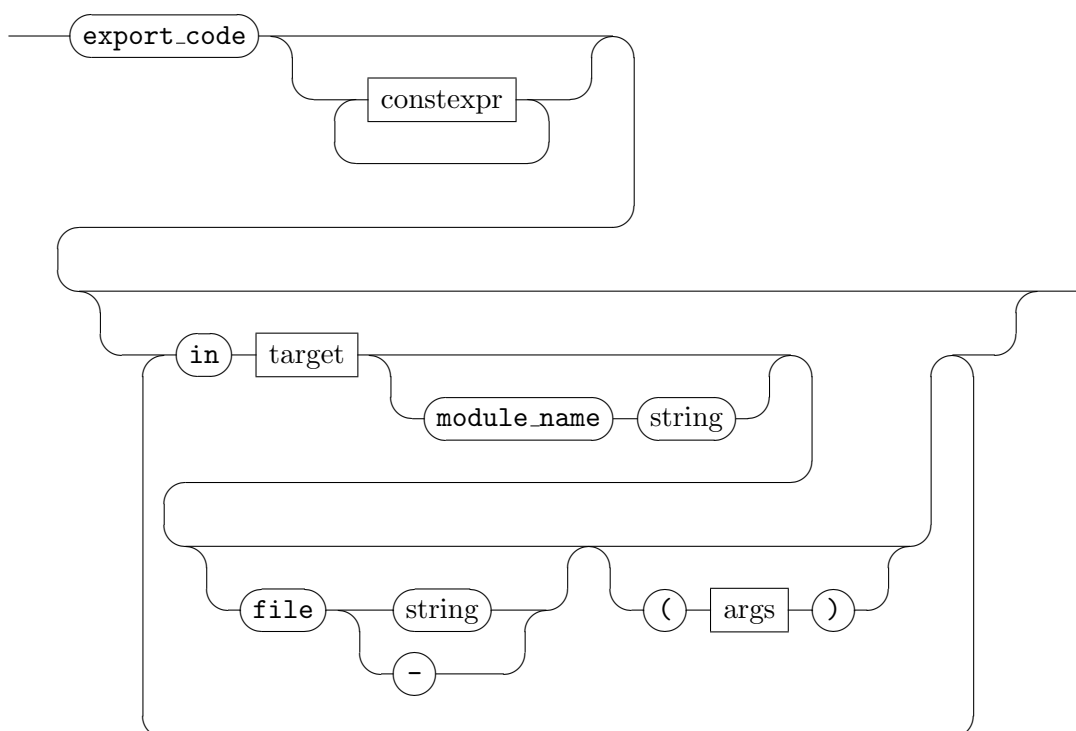 export_code
constexpr
in target
module_name string
file string ( args )
-